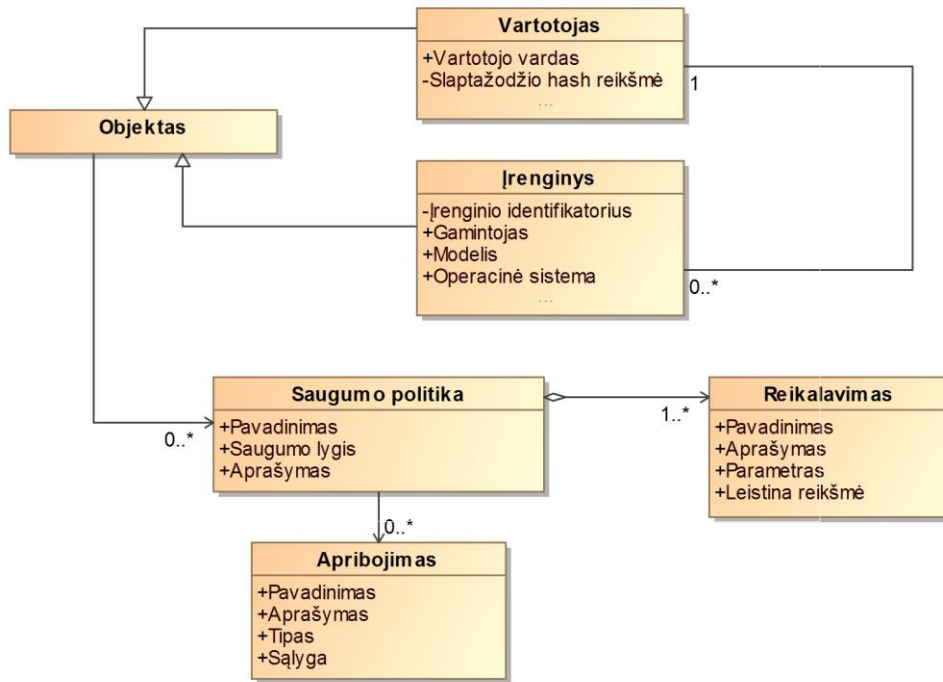 Vartotojas
+Vartotojo vardas
-Slaptažodžio hash reikšmė
...
1
Objektas
Įrenginys
-Įrenginio identifikatorius
+Gamintojas
+Modelis
+Operacinė sistema
...
0..*
Saugumo politika
+Pavadinimas
+Saugumo lygis
+Aprašymas
0..*
1..*
Reikalavimas
+Pavadinimas
+Aprašymas
+Parametras
+Leistina reikšmė
0..*
Apribojimas
+Pavadinimas
+Aprašymas
+Tipas
+Sąlyga